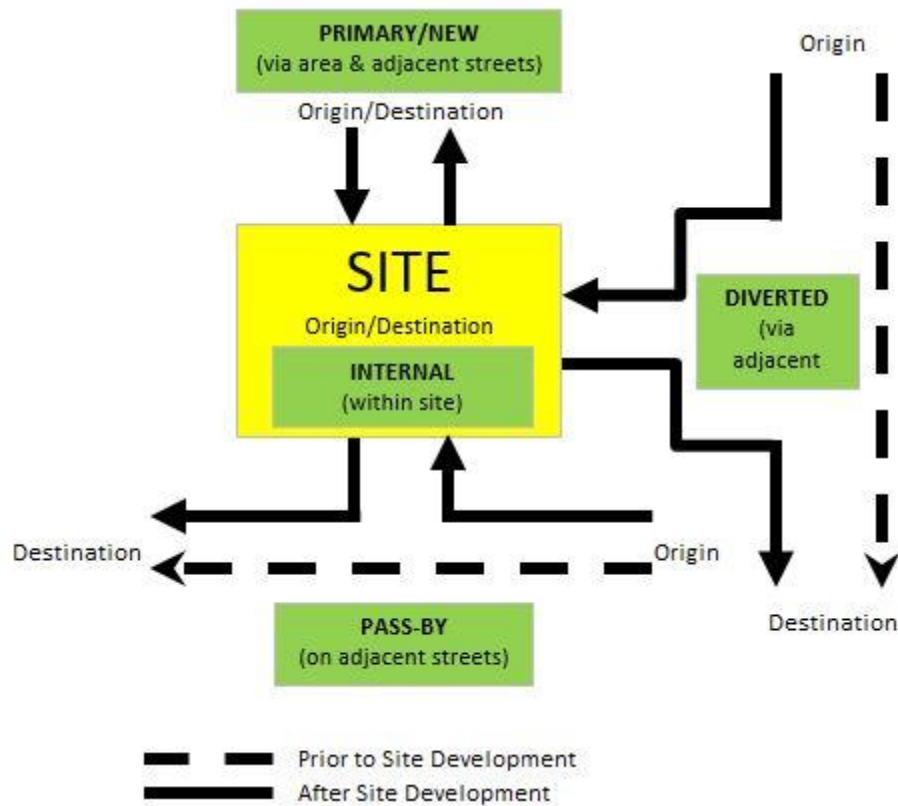 PRIMARY/NEW
(via area & adjacent streets)
Origin/Destination
Origin
SITE
Origin/Destination
INTERNAL
(within site)
DIVERTED
(via
adjacent
Destination
Origin
Destination
PASS-BY
(on adjacent streets)
Prior to Site Development
After Site Development